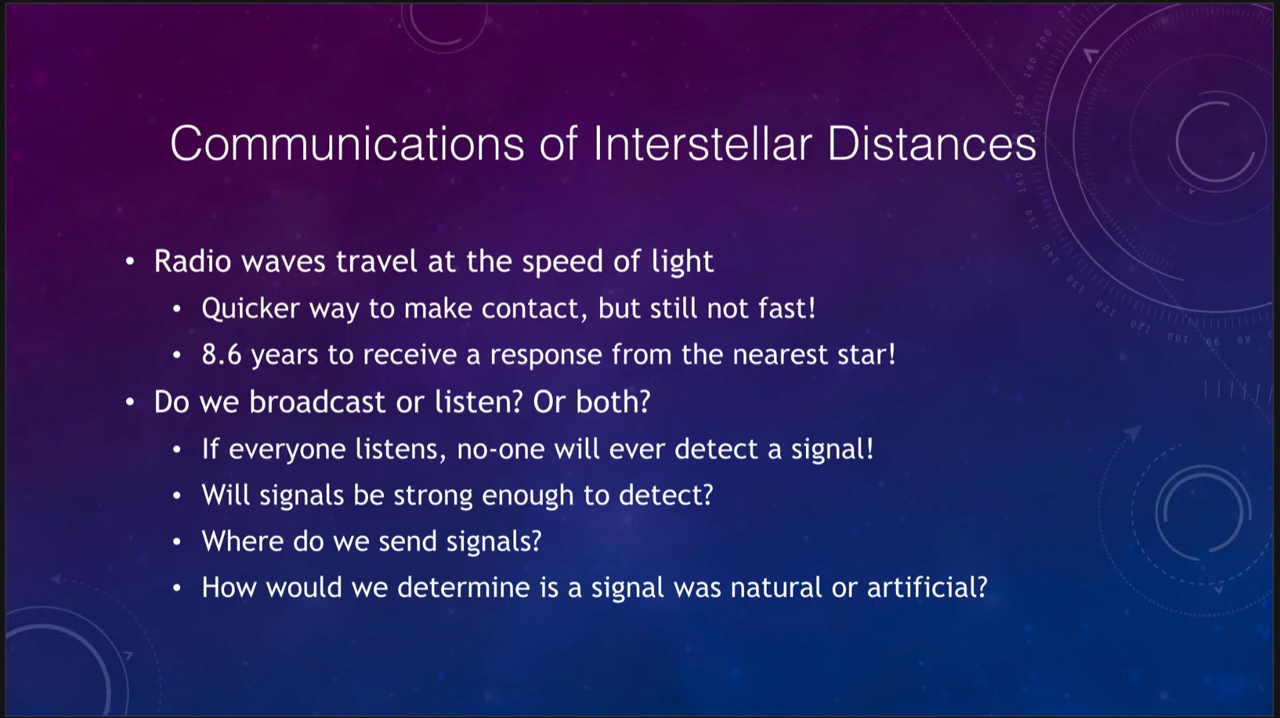 Communications of Interstellar Distances
• Radio waves travel at the speed of light
• Quicker way to make contact, but still not fast!
• 8.6 years to receive a response from the nearest star!
• Do we broadcast or listen? Or both?
• If everyone listens, no-one will ever detect a signal!
• Will signals be strong enough to detect?
• Where do we send signals?
• How would we determine is a signal was natural or artificial?